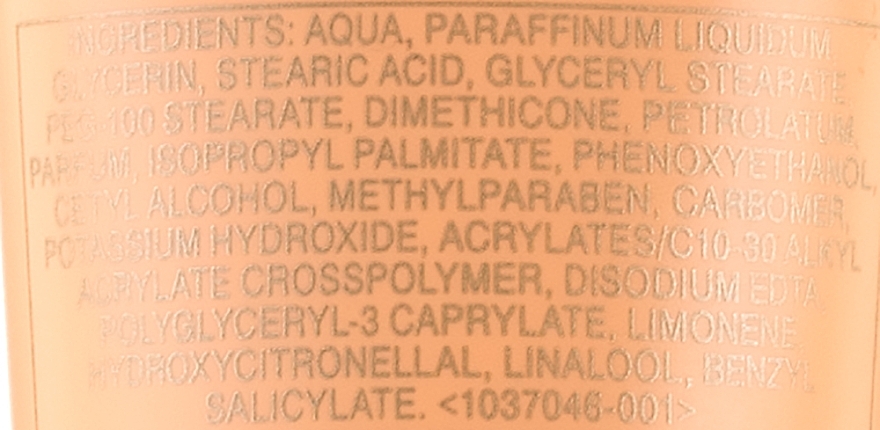 INGREDIENTS: AQUA, PARAFFINUM LIQUIDUM,
GLYCERIN, STEARIC ACID, GLYCERYL STEARATE,
PEG-100 STEARATE, DIMETHICONE, PETROLATUM,
PARFUM, ISOPROPYL PALMITATE, PHENOXYETHANOL,
CETYL ALCOHOL, METHYLPARABEN, CARBOMER,
POTASSIUM HYDROXIDE, ACRYLATES/C10-30 ALKYL
ACRYLATE CROSSPOLYMER, DISODIUM EDTA,
POLYGLYCERYL-3 CAPRYLATE, LIMONENE,
HYDROXYCITRONELLAL, LINALOOL, BENZYL
SALICYLATE. <1037046-001>